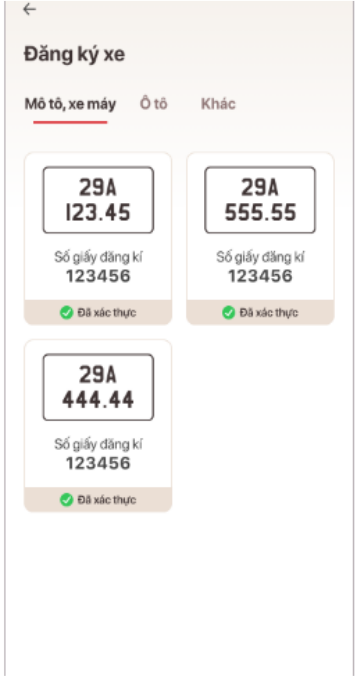 Đăng ký xe
Mô tô, xe máy Ô tô Khác
29A
123.45
Số giấy đăng kí
123456
Đã xác thực
29A
555.55
Số giấy đăng kí
123456
Đã xác thực
29A
444.44
Số giấy đăng kí
123456
Đã xác thực